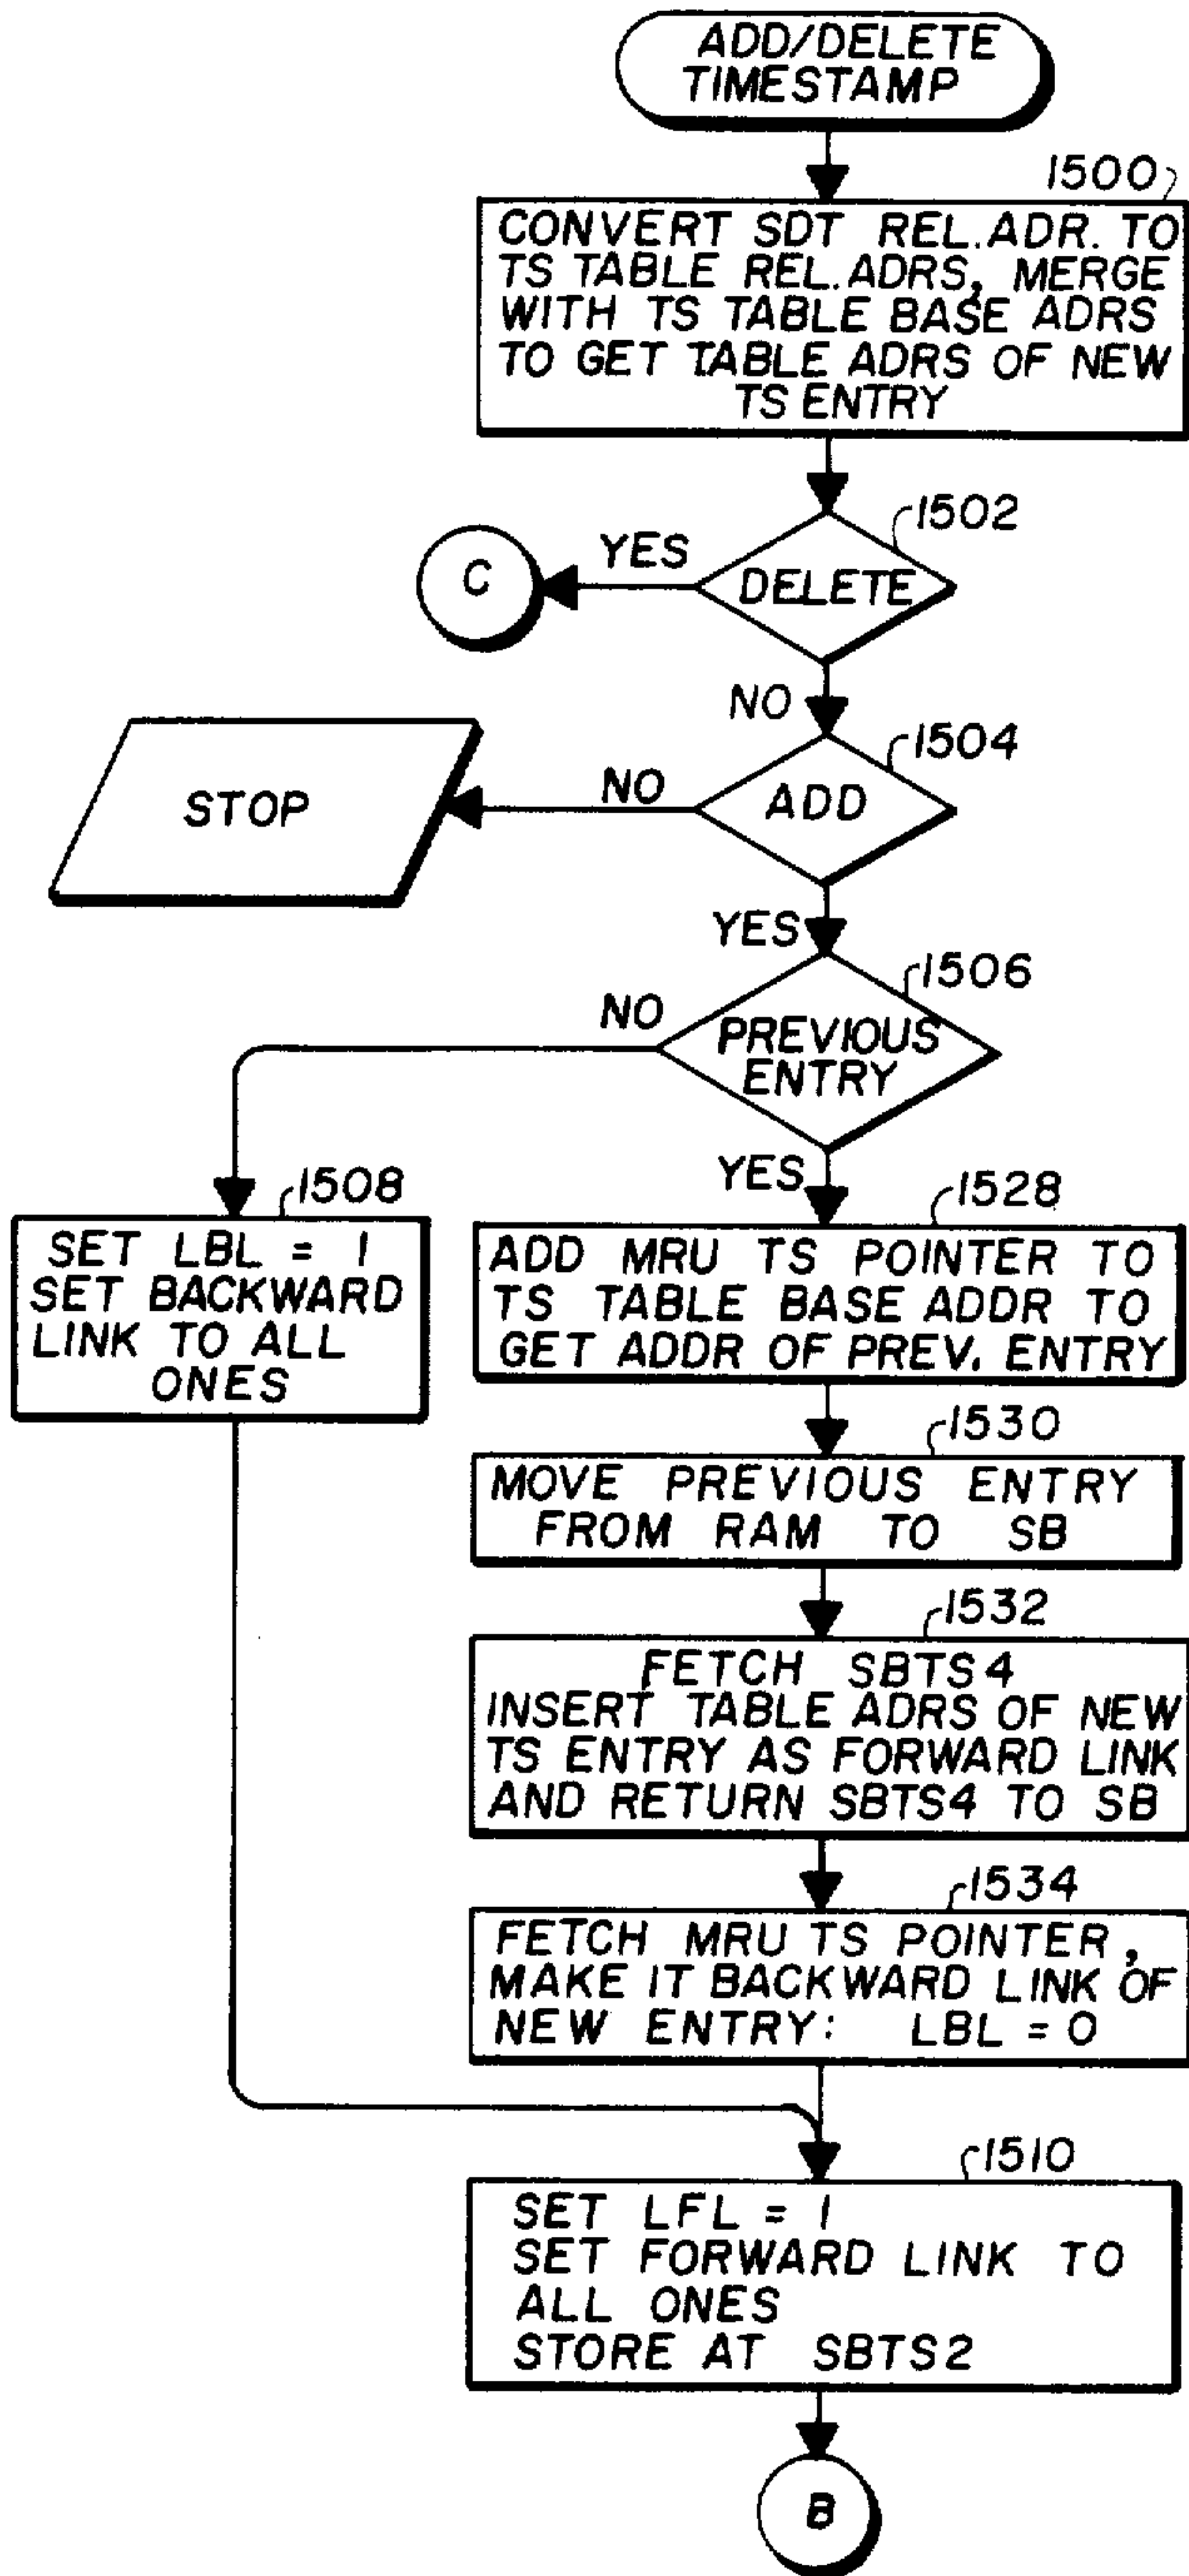 ADD/DELETE
TIMESTAMP
1500
CONVERT SDT REL.ADR. TO
TS TABLE REL.ADRS, MERGE
WITH TS TABLE BASE ADRS
TO GET TABLE ADRS OF NEW
TS ENTRY
1502
C
YES
DELETE
NO
1504
STOP
NO
ADD
YES
1506
NO
PREVIOUS
ENTRY
YES
1508
SET LBL = 1
SET BACKWARD
LINK TO ALL
ONES
1528
ADD MRU TS POINTER TO
TS TABLE BASE ADDR TO
GET ADDR OF PREV. ENTRY
1530
MOVE PREVIOUS ENTRY
FROM RAM TO SB
1532
FETCH SBTS4
INSERT TABLE ADRS OF NEW
TS ENTRY AS FORWARD LINK
AND RETURN SBTS4 TO SB
1534
FETCH MRU TS POINTER,
MAKE IT BACKWARD LINK OF
NEW ENTRY: LBL = 0
1510
SET LFL = 1
SET FORWARD LINK TO
ALL ONES
STORE AT SBTS2
B